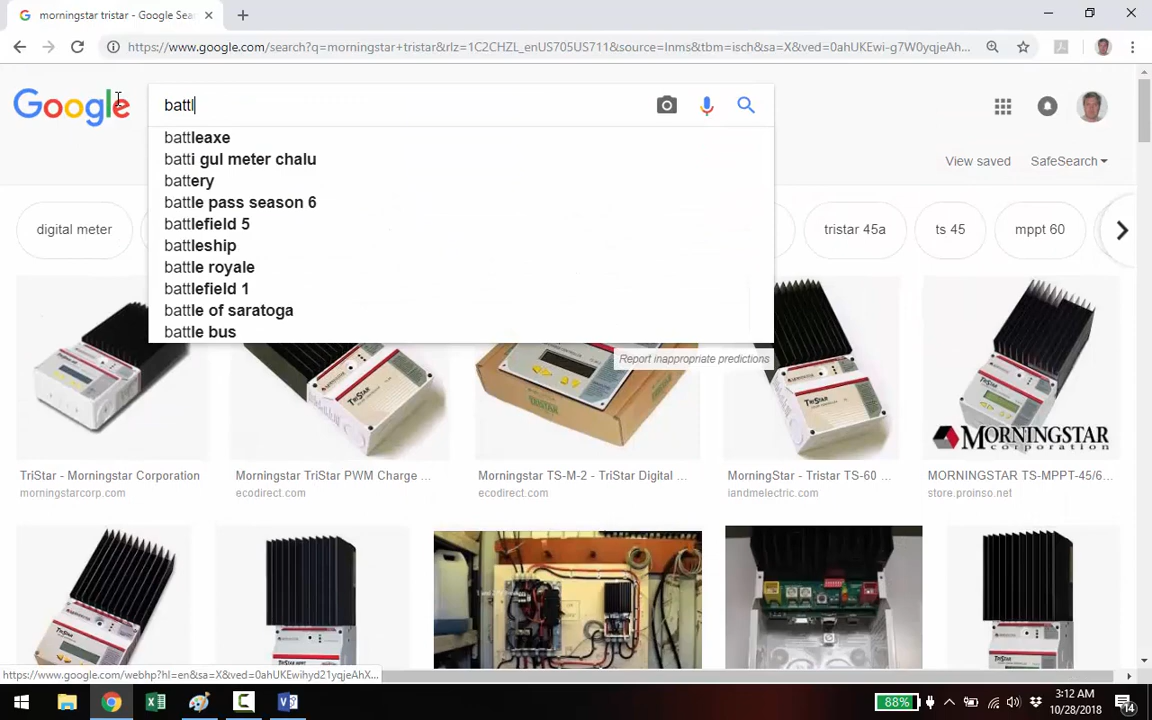 morningstar tristar - Google Sea
https://www.google.com/search?q=morningstar+tristar&rlz=1C2CHZL_enUS705US711&source=lnms&tbm=isch&sa=X&ved=0ahUKEwi-g7W0yqjeAh...
Google
battl
View saved
SafeSearch
battleaxe
batti gul meter chalu
battery
battle pass season 6
battlefield 5
battleship
battle royale
battlefield 1
battle of saratoga
battle bus
Report inappropriate predictions
digital meter
tristar 45a
ts 45
mppt 60
TRISTAR
MORNINGSTAR
corporation
TriStar - Morningstar Corporation
morningstarcorp.com
Morningstar TriStar PWM Charge ...
ecodirect.com
Morningstar TS-M-2 - TriStar Digital ...
ecodirect.com
MorningStar - Tristar TS-60 ...
iandmelectric.com
MORNINGSTAR TS-MPPT-45/6...
store.proinso.net
https://www.google.com/webhp?hl=en&sa=X&ved=0ahUKEwihyd21yqjeAhX...
88%
3:12 AM
10/28/2018
14